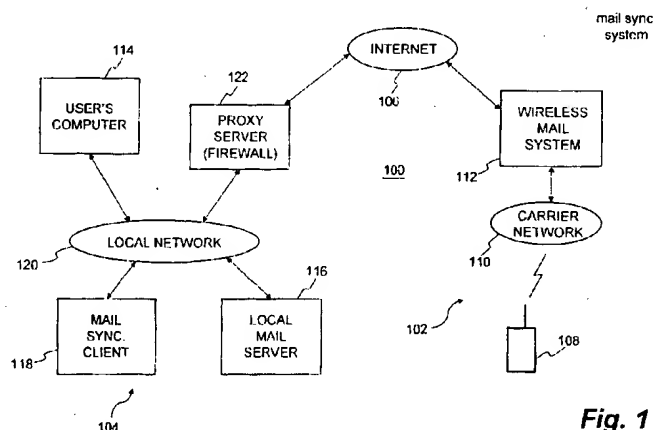 mail sync
system
114
USER'S
COMPUTER
122
PROXY
SERVER
(FIREWALL)
INTERNET
106
100
WIRELESS
MAIL
SYSTEM
112
CARRIER
NETWORK
110
LOCAL NETWORK
120
116
MAIL
SYNC.
CLIENT
118
LOCAL
MAIL
SERVER
102
108
104
Fig. 1